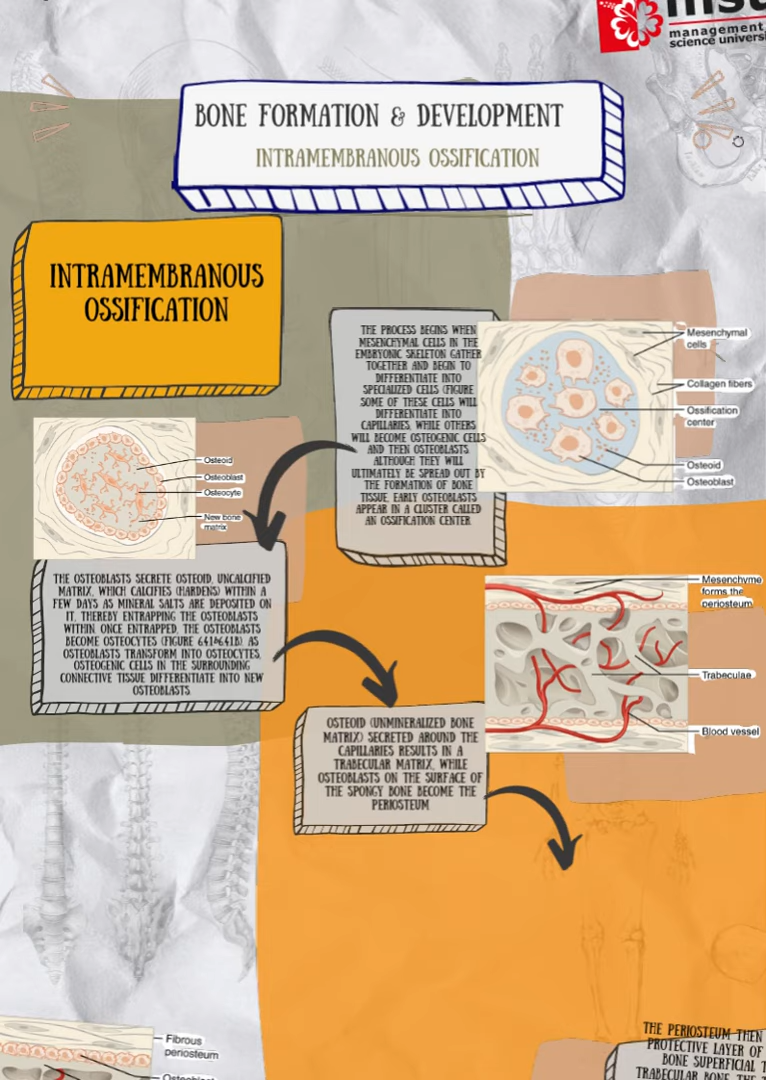 management
science universi
BONE FORMATION & DEVELOPMENT
INTRAMEMBRANOUS OSSIFICATION
INTRAMEMBRANOUS
OSSIFICATION
THE PROCESS BEGINS WHEN
MESENCHYMAL CELLS IN THE
EMBRYONIC SKELETON GATHER
TOGETHER AND BEGIN TO
DIFFERENTIATE INTO
SPECIALIZED CELLS (FIGURE
SOME OF THESE CELLS WILL
DIFFERENTIATE INTO
CAPILLARIES, WHILE OTHERS
WILL BECOME OSTEOGENIC CELLS
AND THEN OSTEOBLASTS
ALTHOUGH THEY WILL
ULTIMATELY BE SPREAD OUT BY
THE FORMATION OF BONE
TISSUE, EARLY OSTEOBLASTS
APPEAR IN A CLUSTER CALLED
AN OSSIFICATION CENTER
Mesenchymal
cells
Collagen fibers
Ossification
center
Osteoid
Osteoblast
Osteoid
Osteoblast
Osteocyte
New bone
matrix
THE OSTEOBLASTS SECRETE OSTEOID, UNCALCIFIED
MATRIX, WHICH CALCIFIES (HARDENS) WITHIN A
FEW DAYS AS MINERAL SALTS ARE DEPOSITED ON
IT, THEREBY ENTRAPPING THE OSTEOBLASTS
WITHIN. ONCE ENTRAPPED, THE OSTEOBLASTS
BECOME OSTEOCYTES (FIGURE AS
OSTEOBLASTS TRANSFORM INTO OSTEOCYTES,
OSTEOGENIC CELLS IN THE SURROUNDING
CONNECTIVE TISSUE DIFFERENTIATE INTO NEW
OSTEOBLASTS
Mesenchyme
forms the
periosteum
Trabeculae
Blood vessel
OSTEOID (UNMINERALIZED BONE
MATRIX) SECRETED AROUND THE
CAPILLARIES RESULTS IN A
TRABECULAR MATRIX, WHILE
OSTEOBLASTS ON THE SURFACE OF
THE SPONGY BONE BECOME THE
PERIOSTEUM
Fibrous
periosteum
THE PERIOSTEUM THEN
PROTECTIVE LAYER OF
BONE SUPERFICIAL T
TRABECULAR BONE. THE